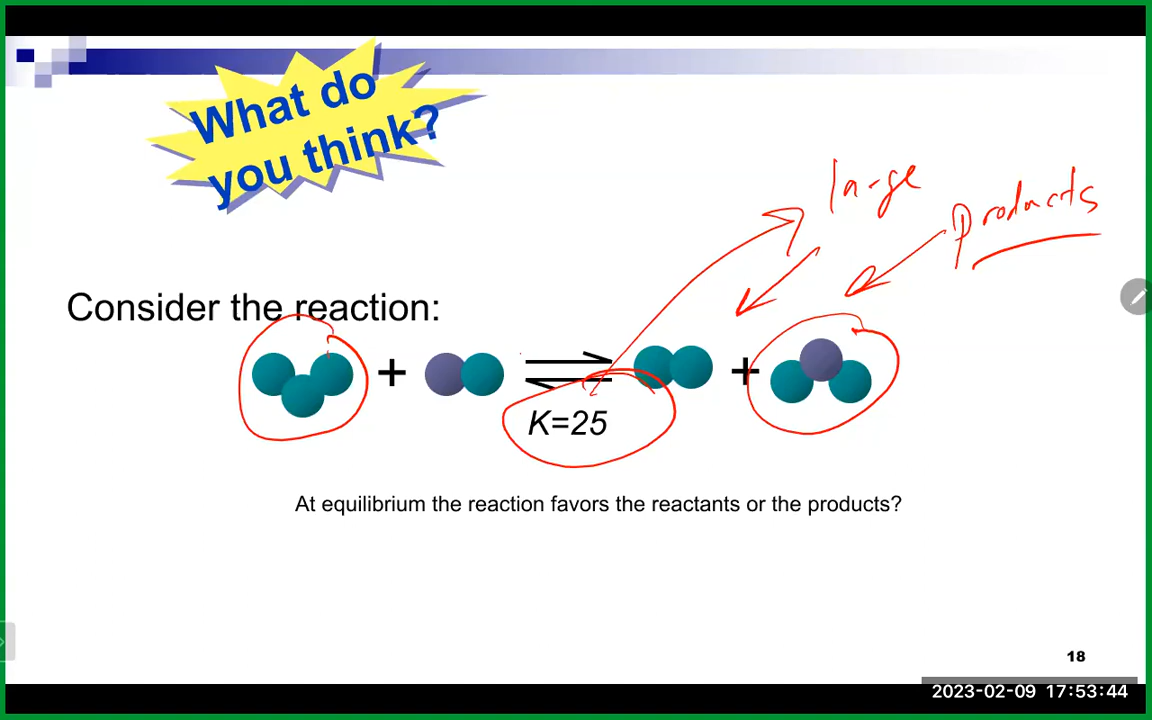 What do
you think?
large
products
Consider the reaction:
+
+
K=25
At equilibrium the reaction favors the reactants or the products?
18
2023-02-09 17:53:44